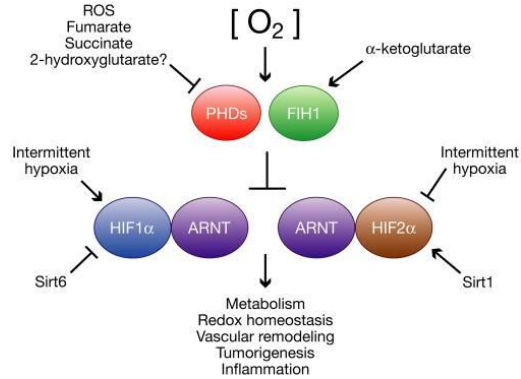 ROS
Fumarate
Succinate
2-hydroxyglutarate?
[O₂]
α-ketoglutarate
PHDs
FIH1
Intermittent
hypoxia
Intermittent
hypoxia
HIF1α
ARNT
ARNT
HIF2α
Sirt6
Sirt1
Metabolism
Redox homeostasis
Vascular remodeling
Tumorigenesis
Inflammation